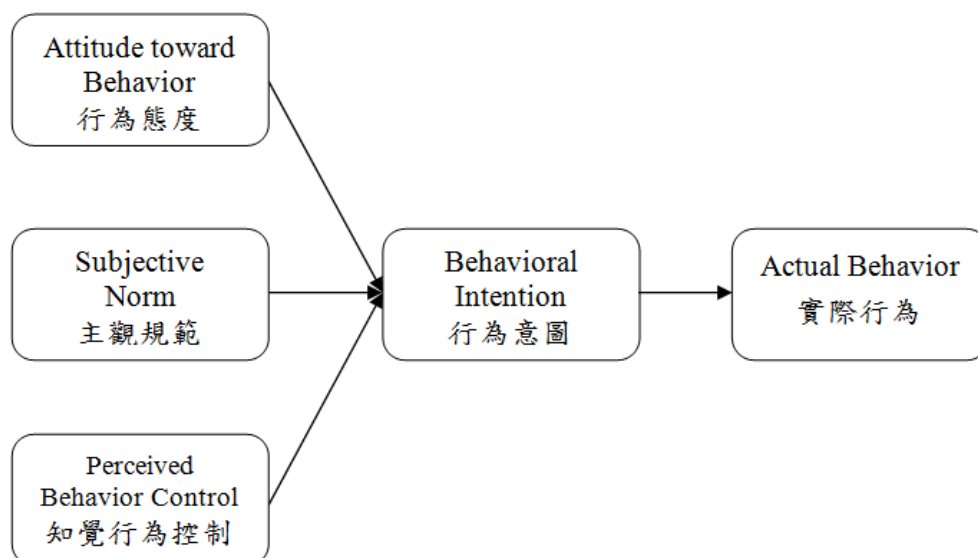 Attitude toward
Behavior
行為態度
Subjective
Norm
主觀規範
Perceived
Behavior Control
知覺行為控制
Behavioral
Intention
行為意圖
Actual Behavior
實際行為